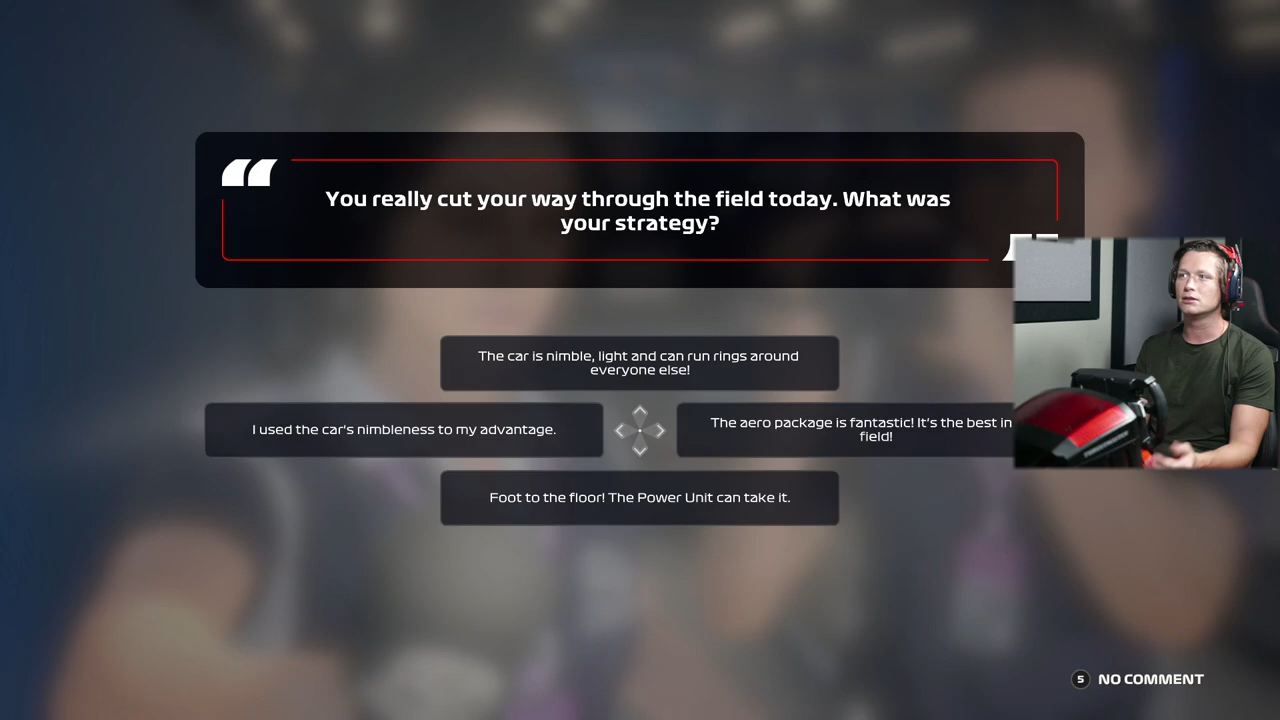 You really cut your way through the field today. What was
your strategy?
The car is nimble, light and can run rings around
everyone else!
I used the car's nimbleness to my advantage.
The aero package is fantastic! It's the best in
field!
Foot to the floor! The Power Unit can take it.
5 NO COMMENT